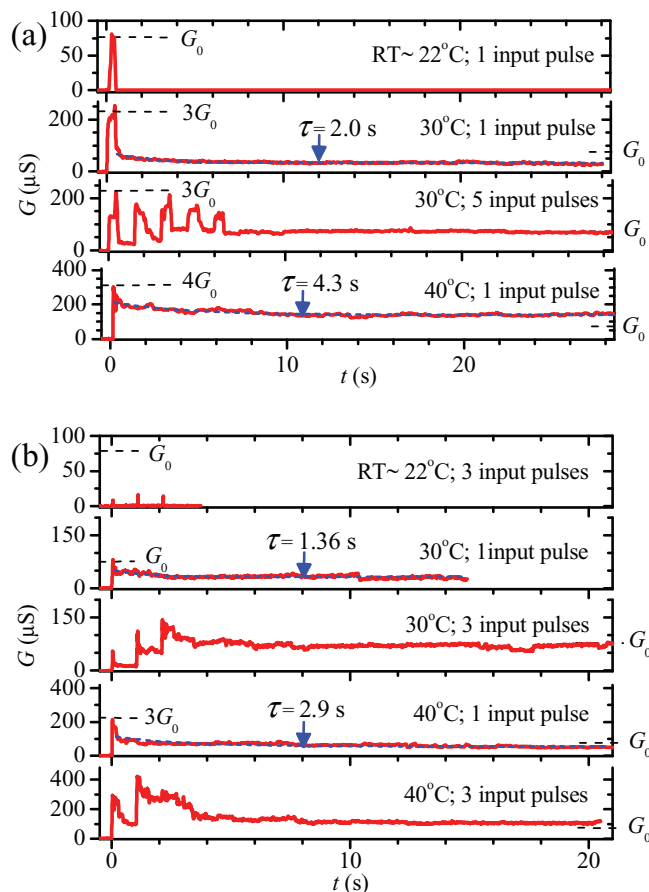 (a)
100
75
50
25
0
G₀
RT~ 22°C; 1 input pulse
200
0
3G₀
τ = 2.0 s
30°C; 1 input pulse
G₀
200
0
3G₀
30°C; 5 input pulses
G₀
G (μS)
400
200
0
4G₀
τ = 4.3 s
40°C; 1 input pulse
G₀
0 10 20
t (s)
(b)
100
75
50
25
0
G₀
RT~ 22°C; 3 input pulses
150
0
G₀
τ = 1.36 s
30°C; 1input pulse
150
0
30°C; 3 input pulses
G₀
G (μS)
400
200
0
3G₀
τ = 2.9 s
40°C; 1 input pulse
G₀
400
200
0
40°C; 3 input pulses
G₀
0 10 20
t (s)